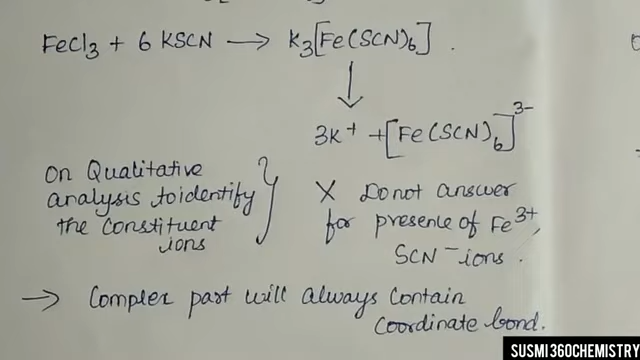 FeCl₃ + 6 KSCN → K₃[Fe(SCN)₆] .
3K⁺ + [Fe(SCN)₆]³⁻
On Qualitative
analysis to identify
the constituent
ions
X Do not answer
for presence of Fe³⁺,
SCN⁻ ions.
→ Complex part will always contain
coordinate bond.
SUSMI360CHEMISTRY